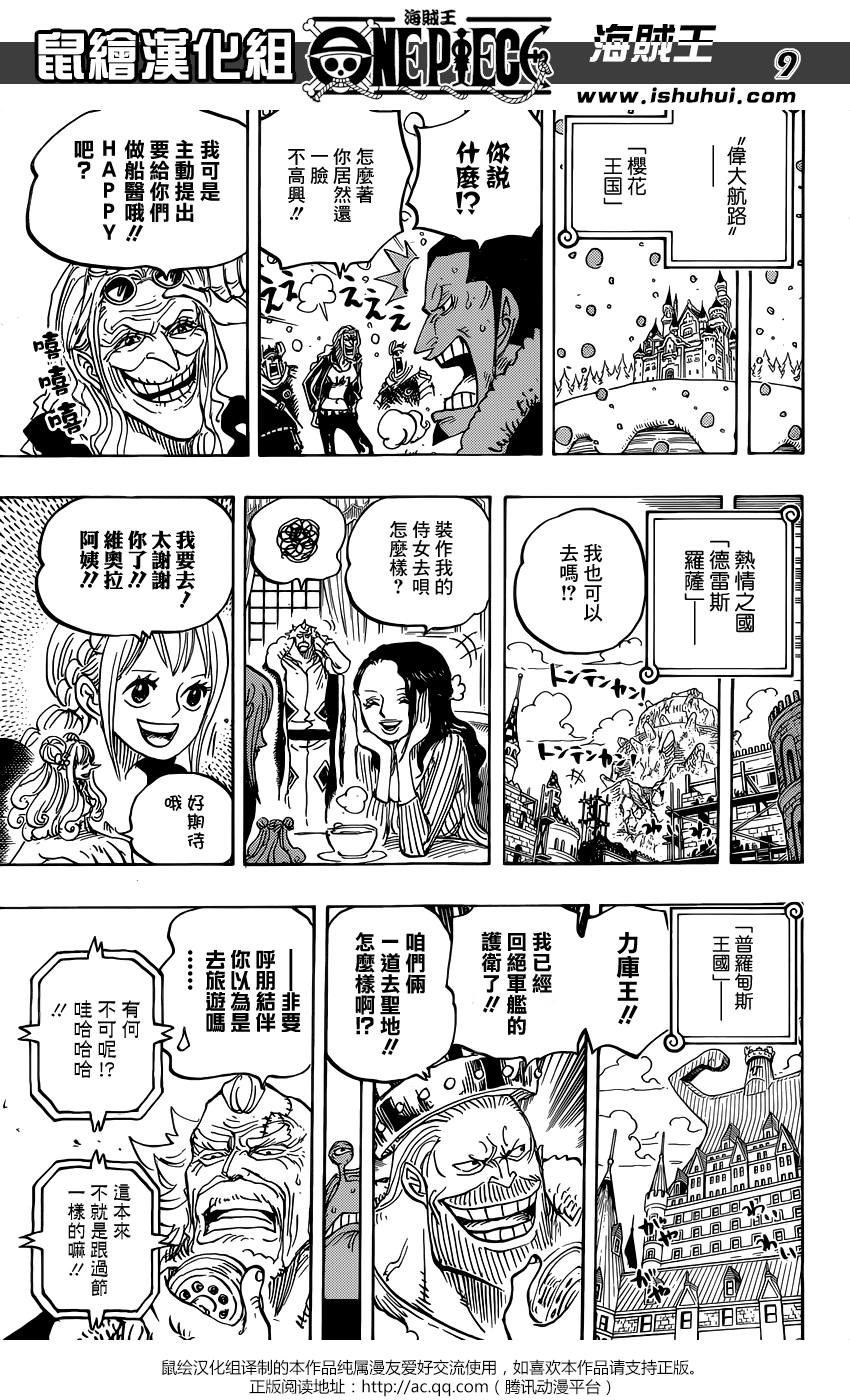 鼠繪漢化組
海賊王
ONE PIECE
海賊王
www.ishuhui.com
9
“偉大航路”
——
「櫻花
王国」
你說
什麼!?
怎麼著
你居然還
一臉
不高興!!
ええ
ええぇ
我可是
主動提出
要給你們
做船醫哦!!
HAPPY
吧？
嘻
嘻
嘻
熱情之國
「德雷斯
羅薩」——
我也可以
去嗎!?
トンテンカン!
トンテンカン!
裝作我的
侍女去唄
怎麼樣？
我要去！
太謝謝
你了!!
維奧拉
阿姨!!
好期待
哦
「普羅甸斯
王國」——
力庫王!!
我已經
回絕軍艦的
護衛了!!
咱們倆
一道去聖地
怎麼樣啊!?
——非要
呼朋結伴
你以為是
去旅遊嗎
……
有何
不可呢!?
哇哈哈哈
!!
這本來
不就是跟過節
一樣的嘛!!
鼠绘汉化组译制的本作品纯属漫友爱好交流使用，如喜欢本作品请支持正版。
正版阅读地址：http://ac.qq.com（腾讯动漫平台）